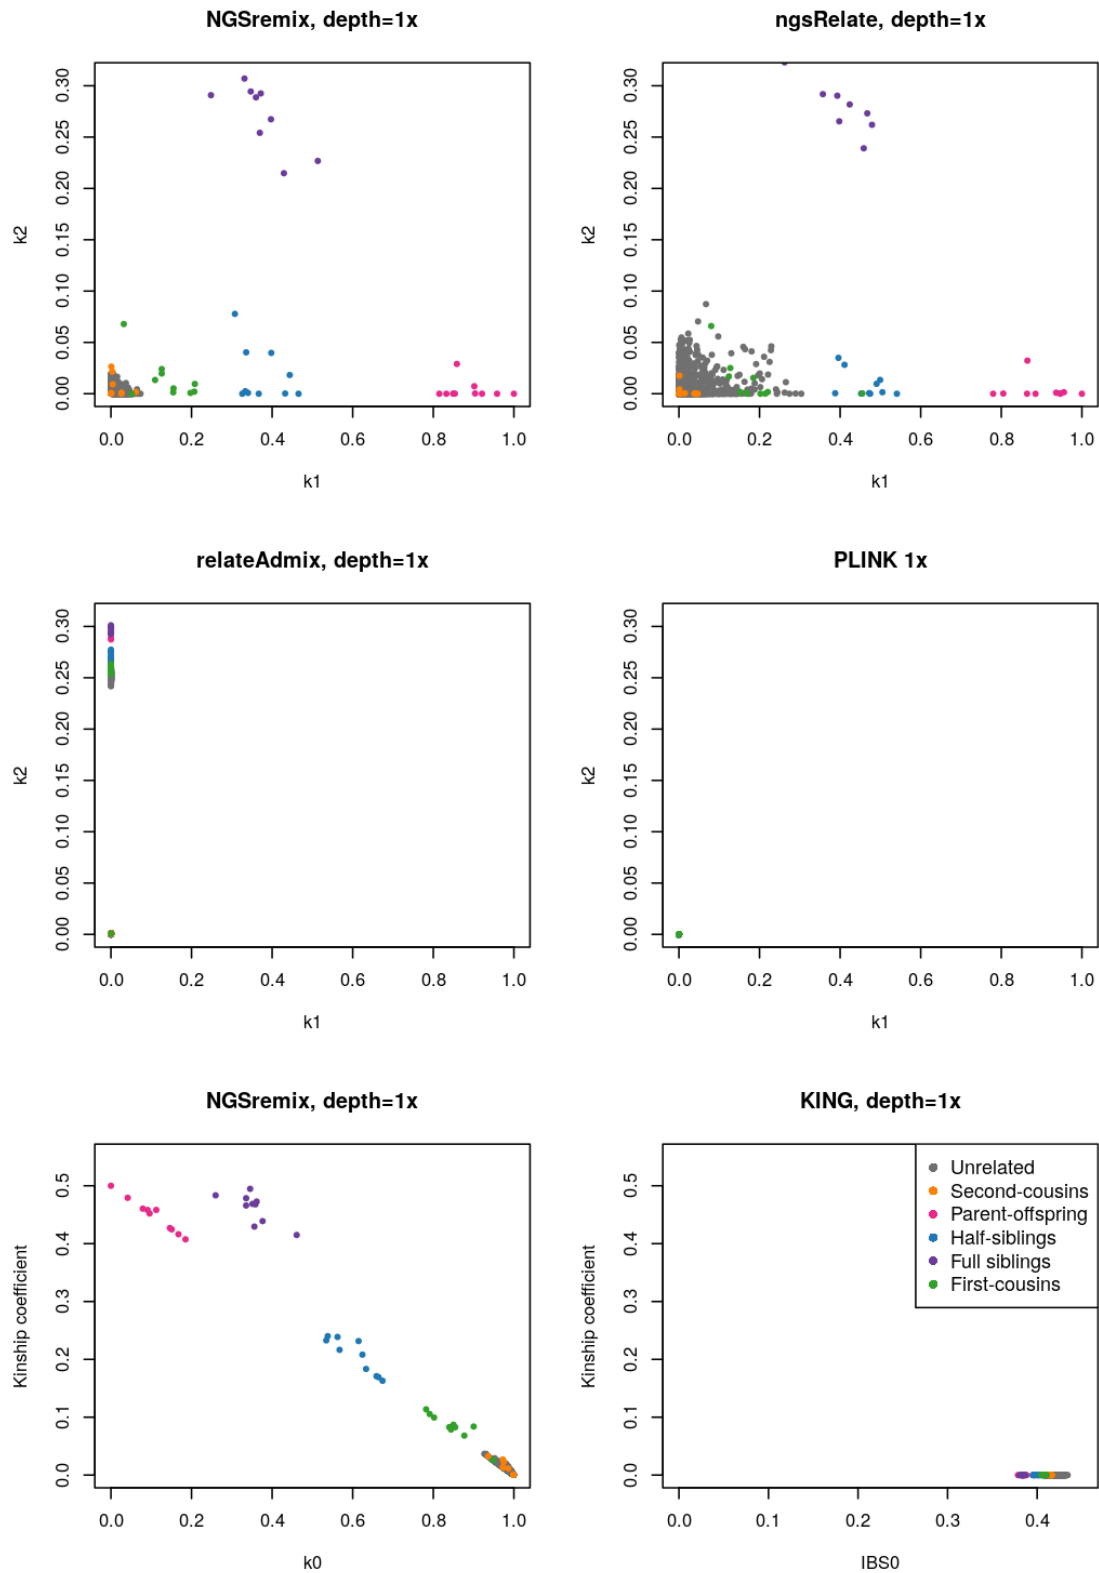 NGSremix, depth=1x
k2
0.00 0.05 0.10 0.15 0.20 0.25 0.30
0.0 0.2 0.4 0.6 0.8 1.0
k1
ngsRelate, depth=1x
k2
0.00 0.05 0.10 0.15 0.20 0.25 0.30
0.0 0.2 0.4 0.6 0.8 1.0
k1
relateAdmix, depth=1x
k2
0.00 0.05 0.10 0.15 0.20 0.25 0.30
0.0 0.2 0.4 0.6 0.8 1.0
k1
PLINK 1x
k2
0.00 0.05 0.10 0.15 0.20 0.25 0.30
0.0 0.2 0.4 0.6 0.8 1.0
k1
NGSremix, depth=1x
Kinship coefficient
0.0 0.1 0.2 0.3 0.4 0.5
0.0 0.2 0.4 0.6 0.8 1.0
k0
KING, depth=1x
Kinship coefficient
0.0 0.1 0.2 0.3 0.4 0.5
Unrelated
Second-cousins
Parent-offspring
Half-siblings
Full siblings
First-cousins
0.0 0.1 0.2 0.3 0.4
IBS0